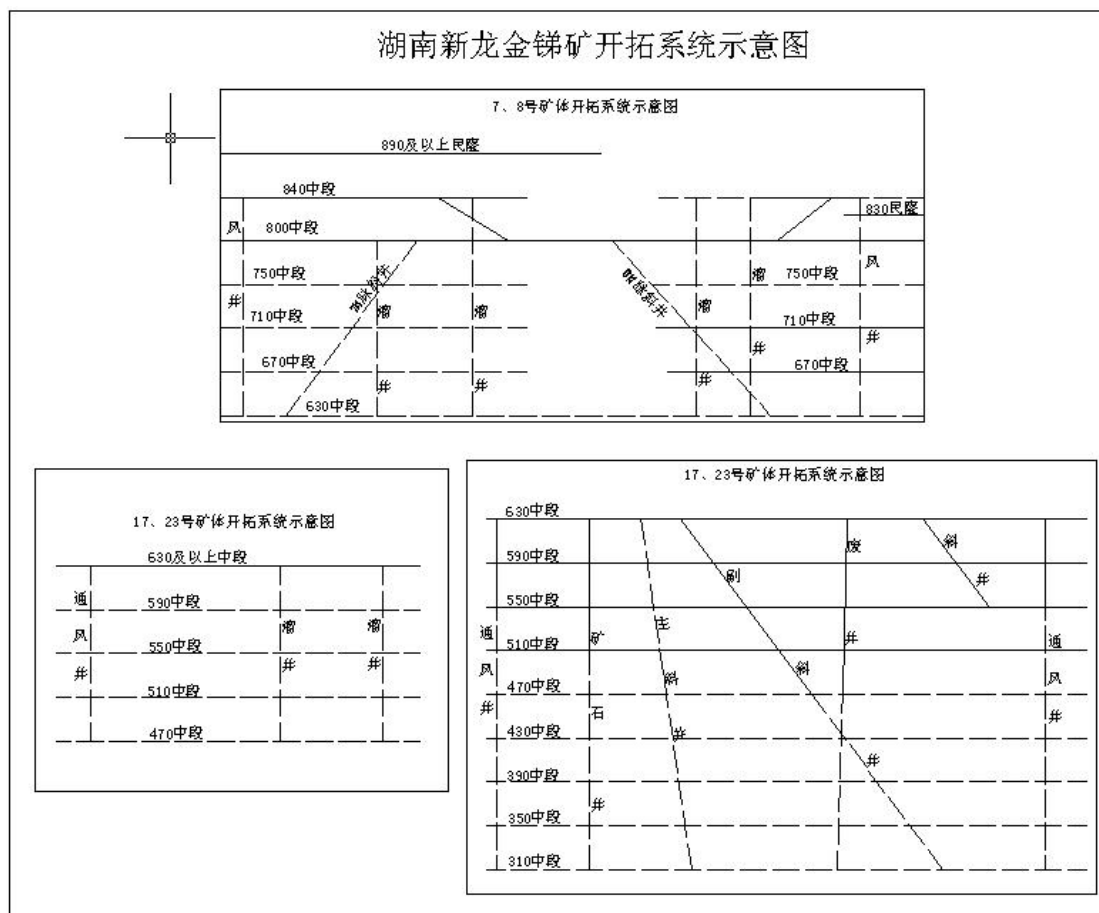 湖南新龙金锑矿开拓系统示意图
7、8号矿体开拓系统示意图
890及以上民窿
840中段
830民窿
风井
800中段
750中段
溜井
溜井
脉斜井
脉斜井
溜井
溜井
750中段
风井
710中段
710中段
670中段
670中段
630中段
17、23号矿体开拓系统示意图
630及以上中段
通风井
590中段
溜井
溜井
550中段
510中段
470中段
17、23号矿体开拓系统示意图
630中段
590中段
550中段
510中段
470中段
430中段
390中段
350中段
310中段
通风井
矿石井
主斜井
副斜井
废井
斜井
通风井